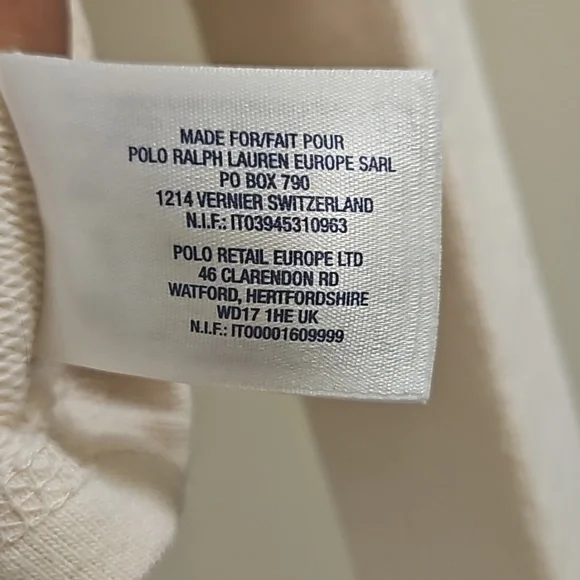 MADE FOR/FAIT POUR
POLO RALPH LAUREN EUROPE SARL
PO BOX 790
1214 VERNIER SWITZERLAND
N.I.F.: IT03945310963
POLO RETAIL EUROPE LTD
46 CLARENDON RD
WATFORD, HERTFORDSHIRE
WD17 1HE UK
N.I.F.: IT00001609999